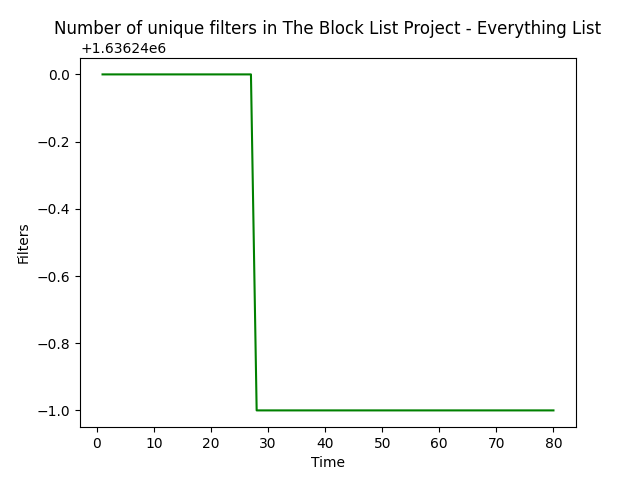 Number of unique filters in The Block List Project - Everything List
+1.63624e6
0.0
−0.2
−0.4
−0.6
−0.8
−1.0
Filters
0 10 20 30 40 50 60 70 80
Time